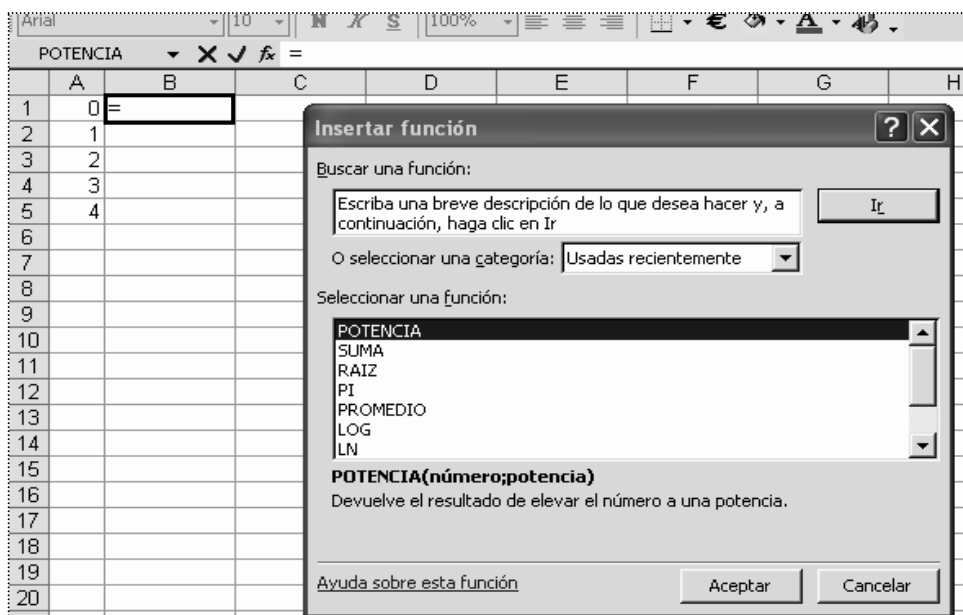 Arial 10 N K S 100% €
POTENCIA fx =
A B C D E F G H
1 0 =
2 1
3 2
4 3
5 4
6
7
8
9
10
11
12
13
14
15
16
17
18
19
20
Insertar función
Buscar una función:
Escriba una breve descripción de lo que desea hacer y, a
continuación, haga clic en Ir
Ir
O seleccionar una categoría: Usadas recientemente
Seleccionar una función:
POTENCIA
SUMA
RAIZ
PI
PROMEDIO
LOG
LN
POTENCIA(número;potencia)
Devuelve el resultado de elevar el número a una potencia.
Ayuda sobre esta función
Aceptar Cancelar